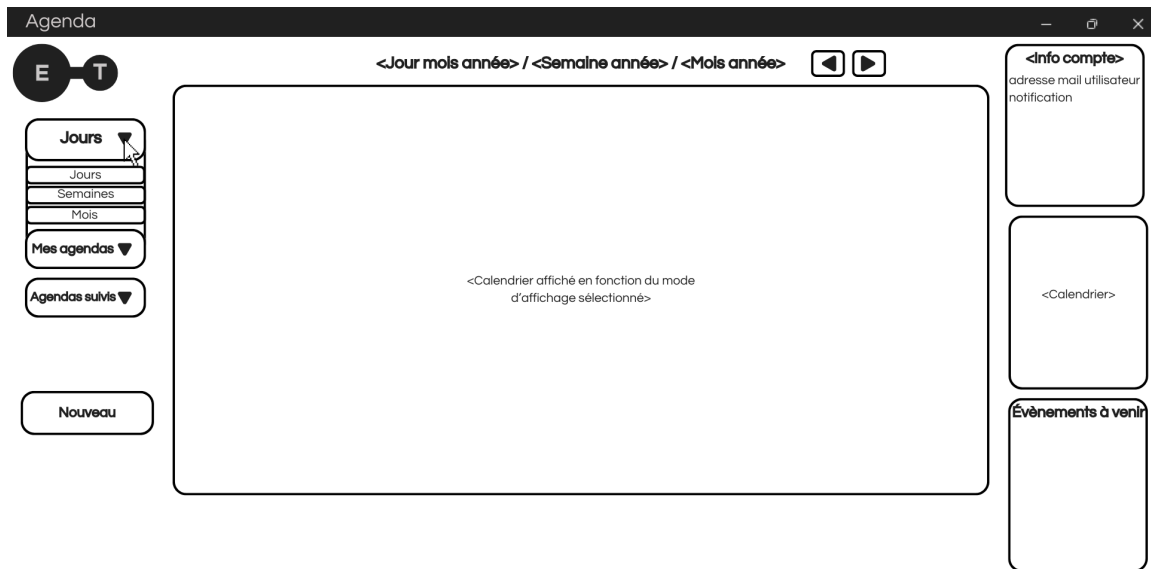 Agenda
E T
<Jour mois année> / <Semaine année> / <Mois année>
<Info compte>
adresse mail utilisateur
notification
Jours
Jours
Semaines
Mois
Mes agendas
Agendas suivis
Nouveau
<Calendrier affiché en fonction du mode
d'affichage sélectionné>
<Calendrier>
Évènements à venir